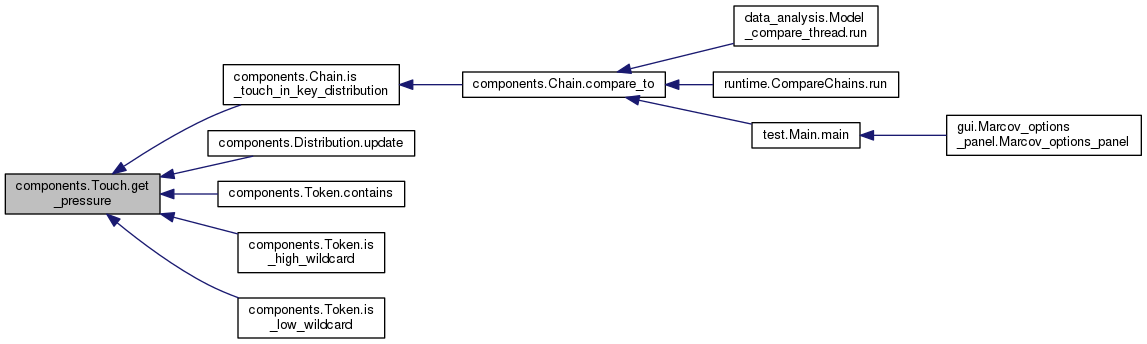 components.Touch.get
_pressure
components.Chain.is
_touch_in_key_distribution
components.Distribution.update
components.Token.contains
components.Token.is
_high_wildcard
components.Token.is
_low_wildcard
components.Chain.compare_to
data_analysis.Model
_compare_thread.run
runtime.CompareChains.run
test.Main.main
gui.Marcov_options
_panel.Marcov_options_panel